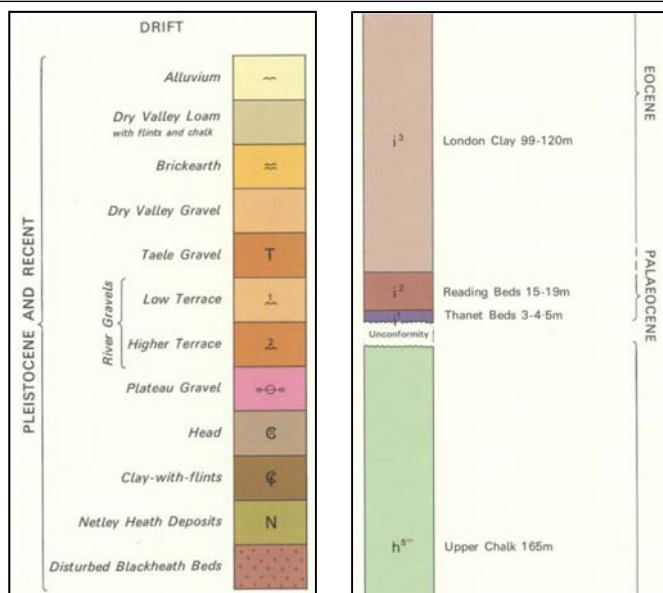 DRIFT
PLEISTOCENE AND RECENT
Alluvium
Dry Valley Loam
with flints and chalk
Brickearth
Dry Valley Gravel
Taele Gravel
T
River Gravels
Low Terrace
1
Higher Terrace
2
Plateau Gravel
Head
Clay-with-flints
Netley Heath Deposits
N
Disturbed Blackheath Beds
i³
London Clay 99-120m
EOCENE
i²
Reading Beds 15-19m
i¹
Thanet Beds 3-4·5m
PALAEOCENE
Unconformity
Upper Chalk 165m